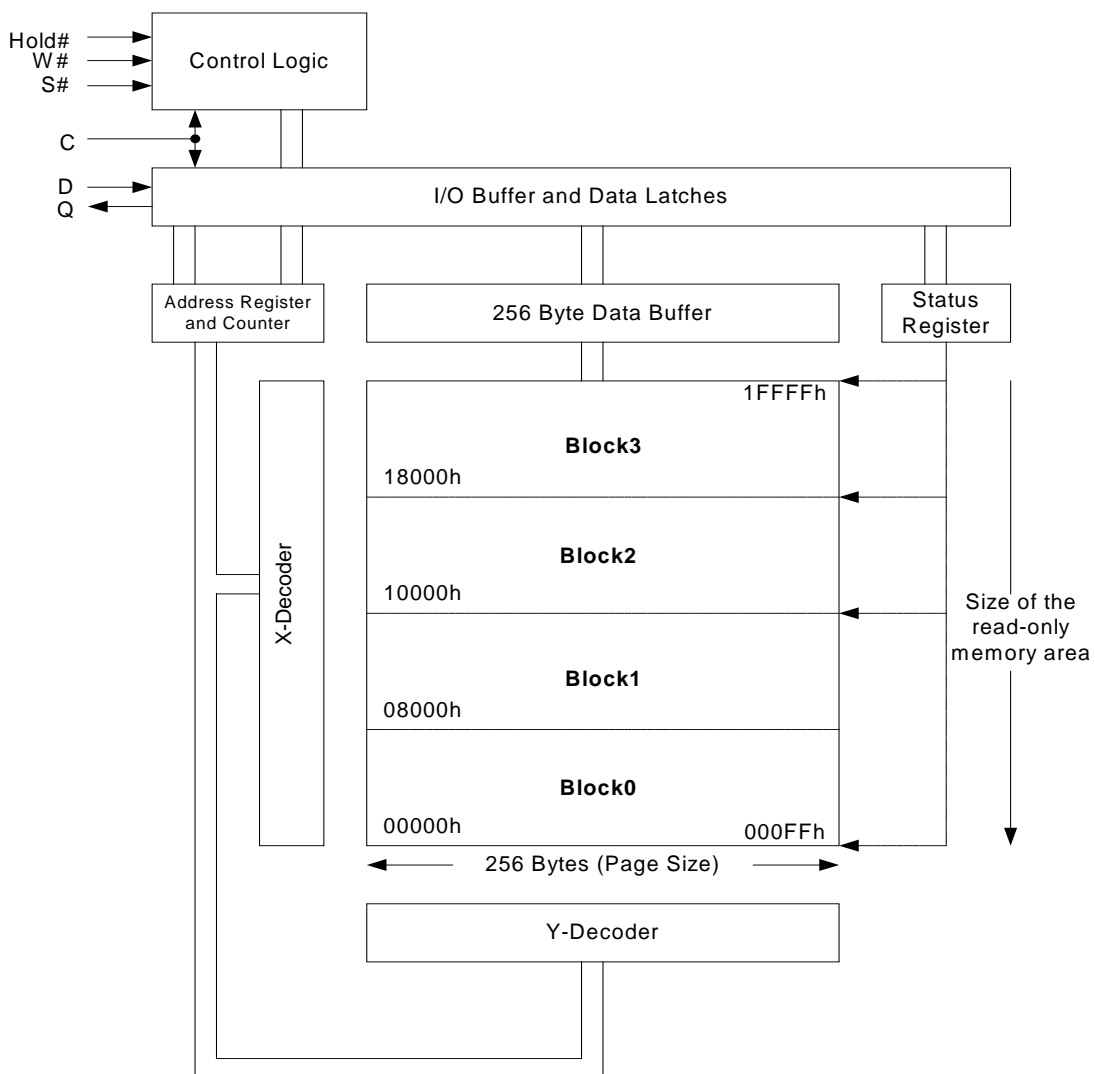 Hold#
W#
S#
Control Logic
C
D
Q
I/O Buffer and Data Latches
Address Register
and Counter
256 Byte Data Buffer
Status
Register
1FFFFh
Block3
18000h
X-Decoder
Block2
10000h
Size of the
read-only
memory area
Block1
08000h
Block0
00000h
000FFh
256 Bytes (Page Size)
Y-Decoder